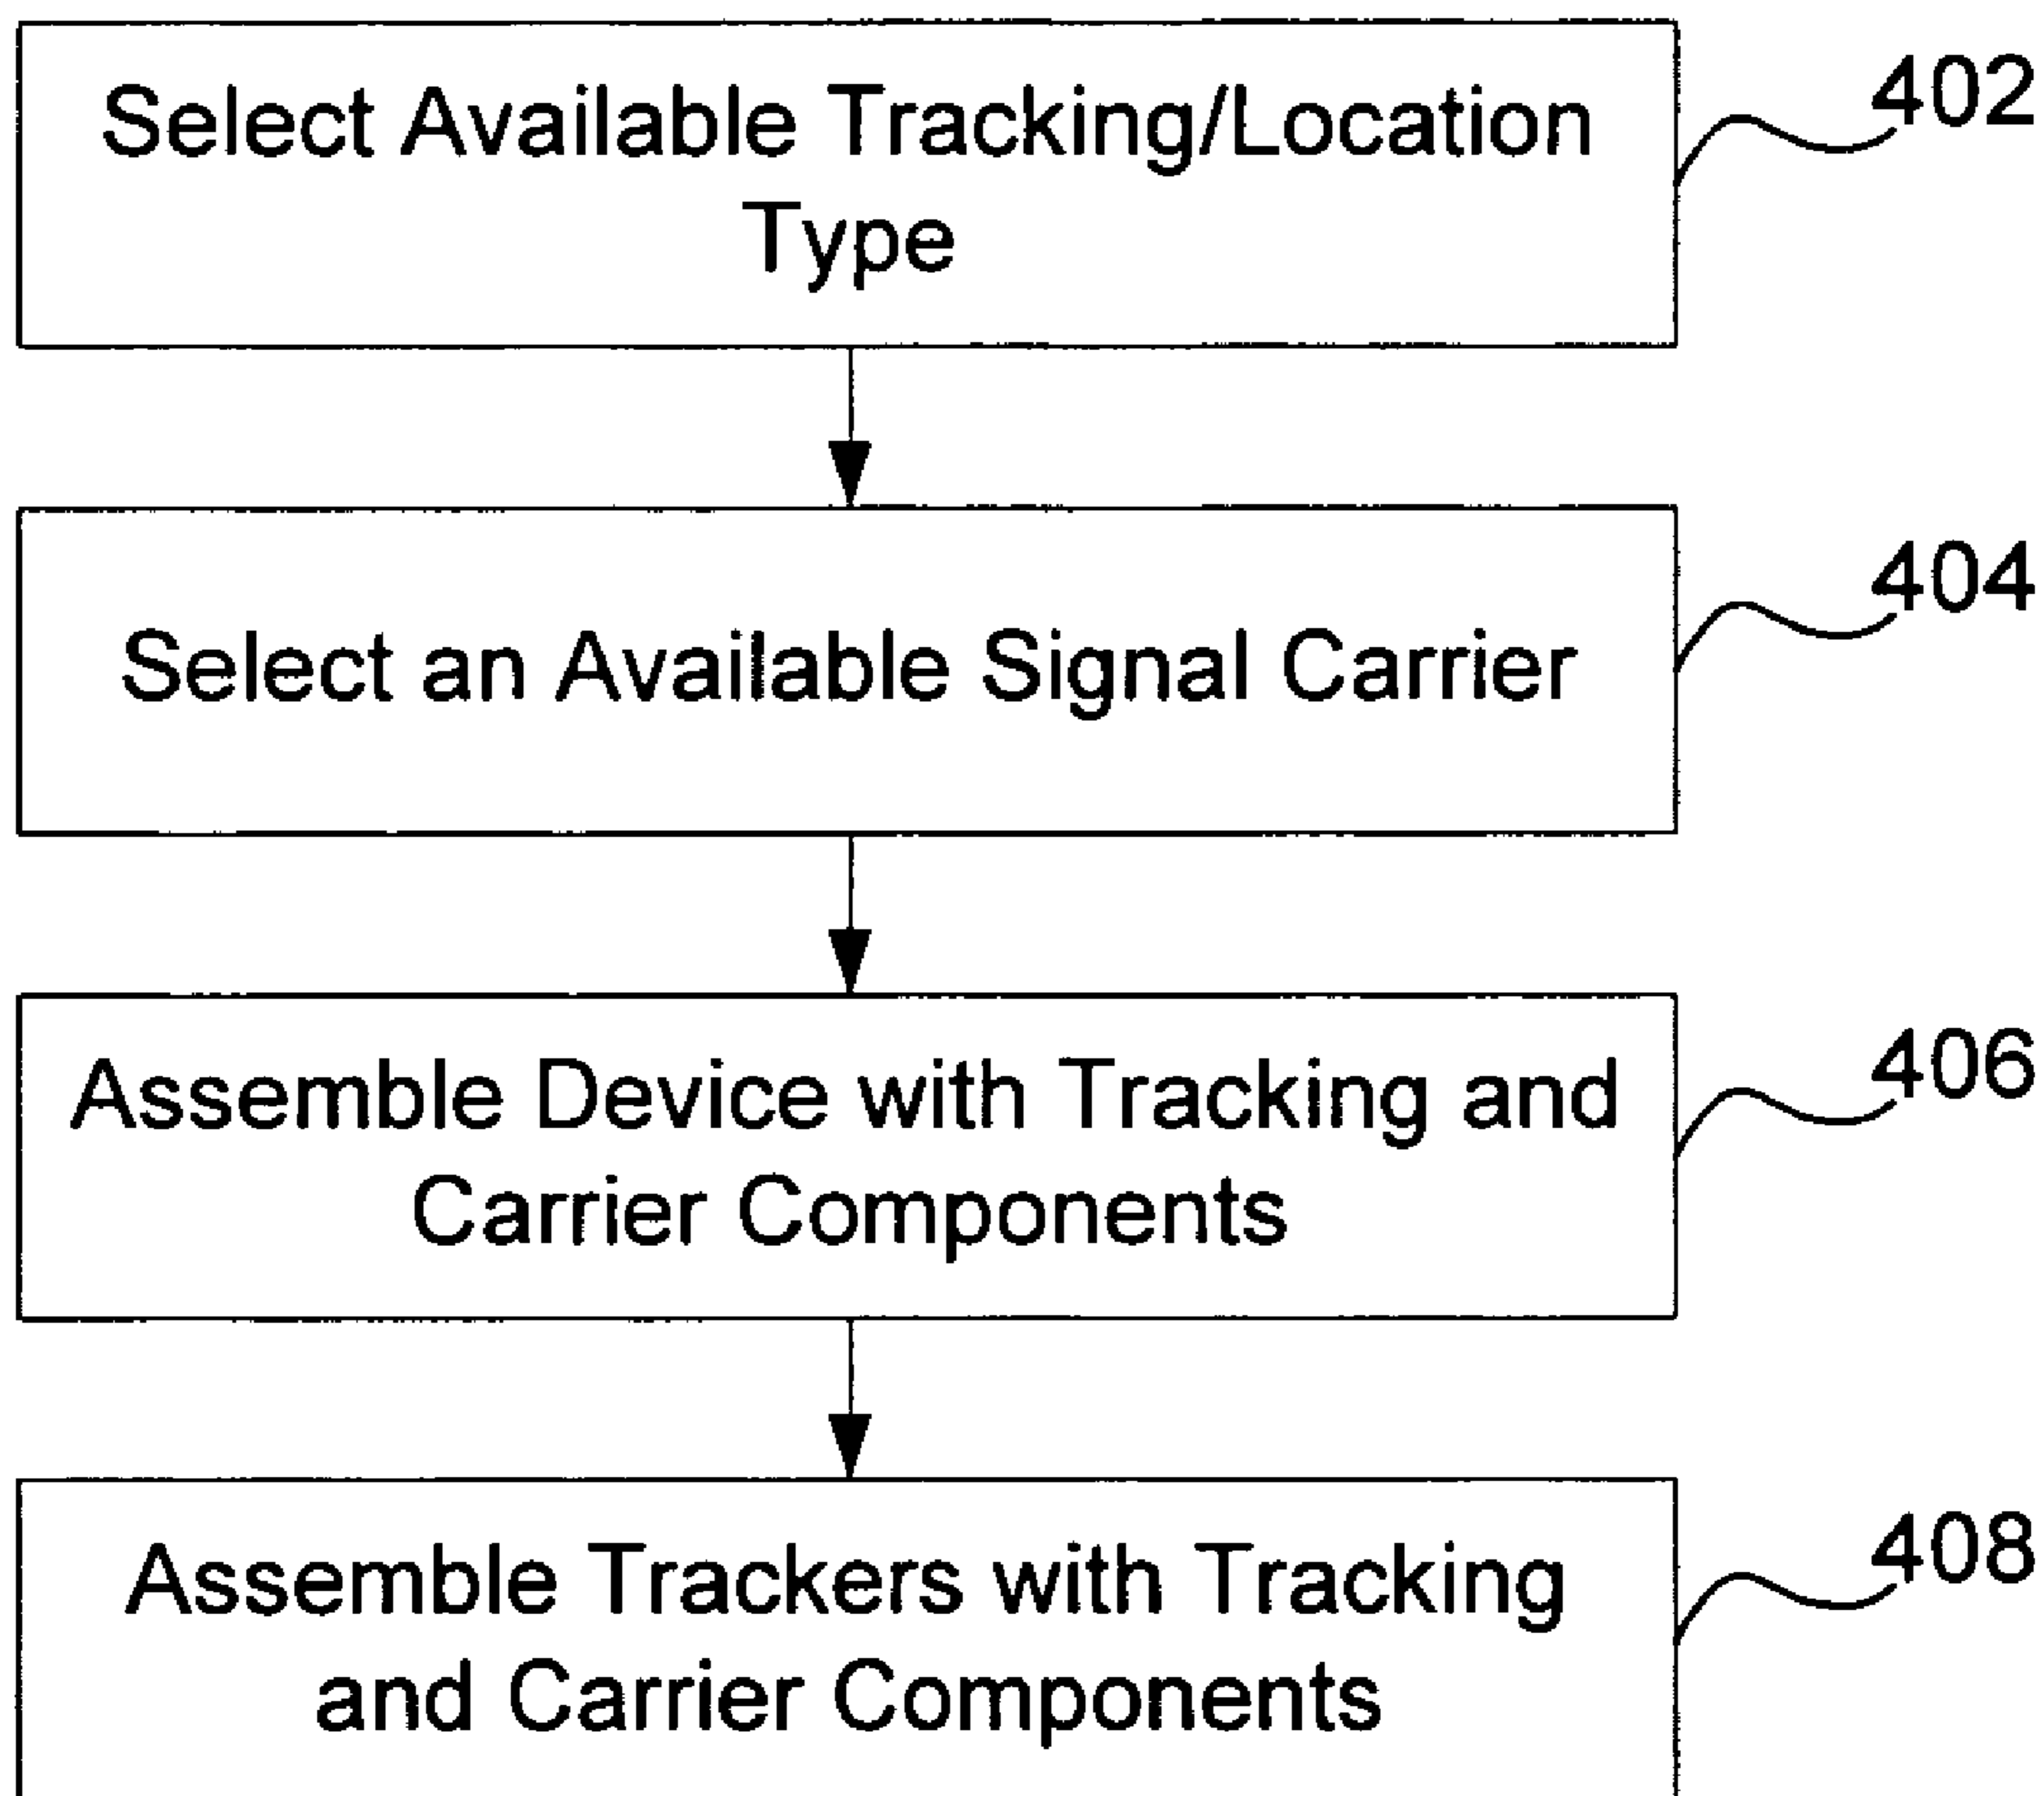 Select Available Tracking/Location
Type
402
Select an Available Signal Carrier
404
Assemble Device with Tracking and
Carrier Components
406
Assemble Trackers with Tracking
and Carrier Components
408